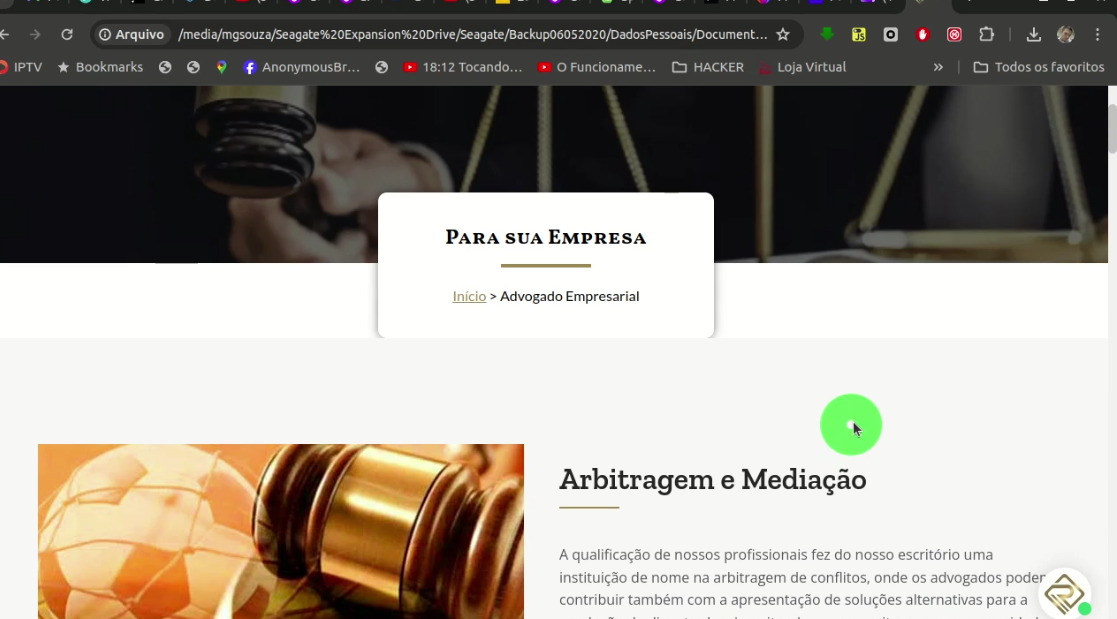 Arquivo /media/mgsouza/Seagate%20Expansion%20Drive/Seagate/Backup06052020/DadosPessoais/Document...
IPTV Bookmarks AnonymousBr... 18:12 Tocando... O Funcioname... HACKER Loja Virtual » Todos os favoritos
Para sua Empresa
Início > Advogado Empresarial
Arbitragem e Mediação
A qualificação de nossos profissionais fez do nosso escritório uma
instituição de nome na arbitragem de conflitos, onde os advogados podem
contribuir também com a apresentação de soluções alternativas para a